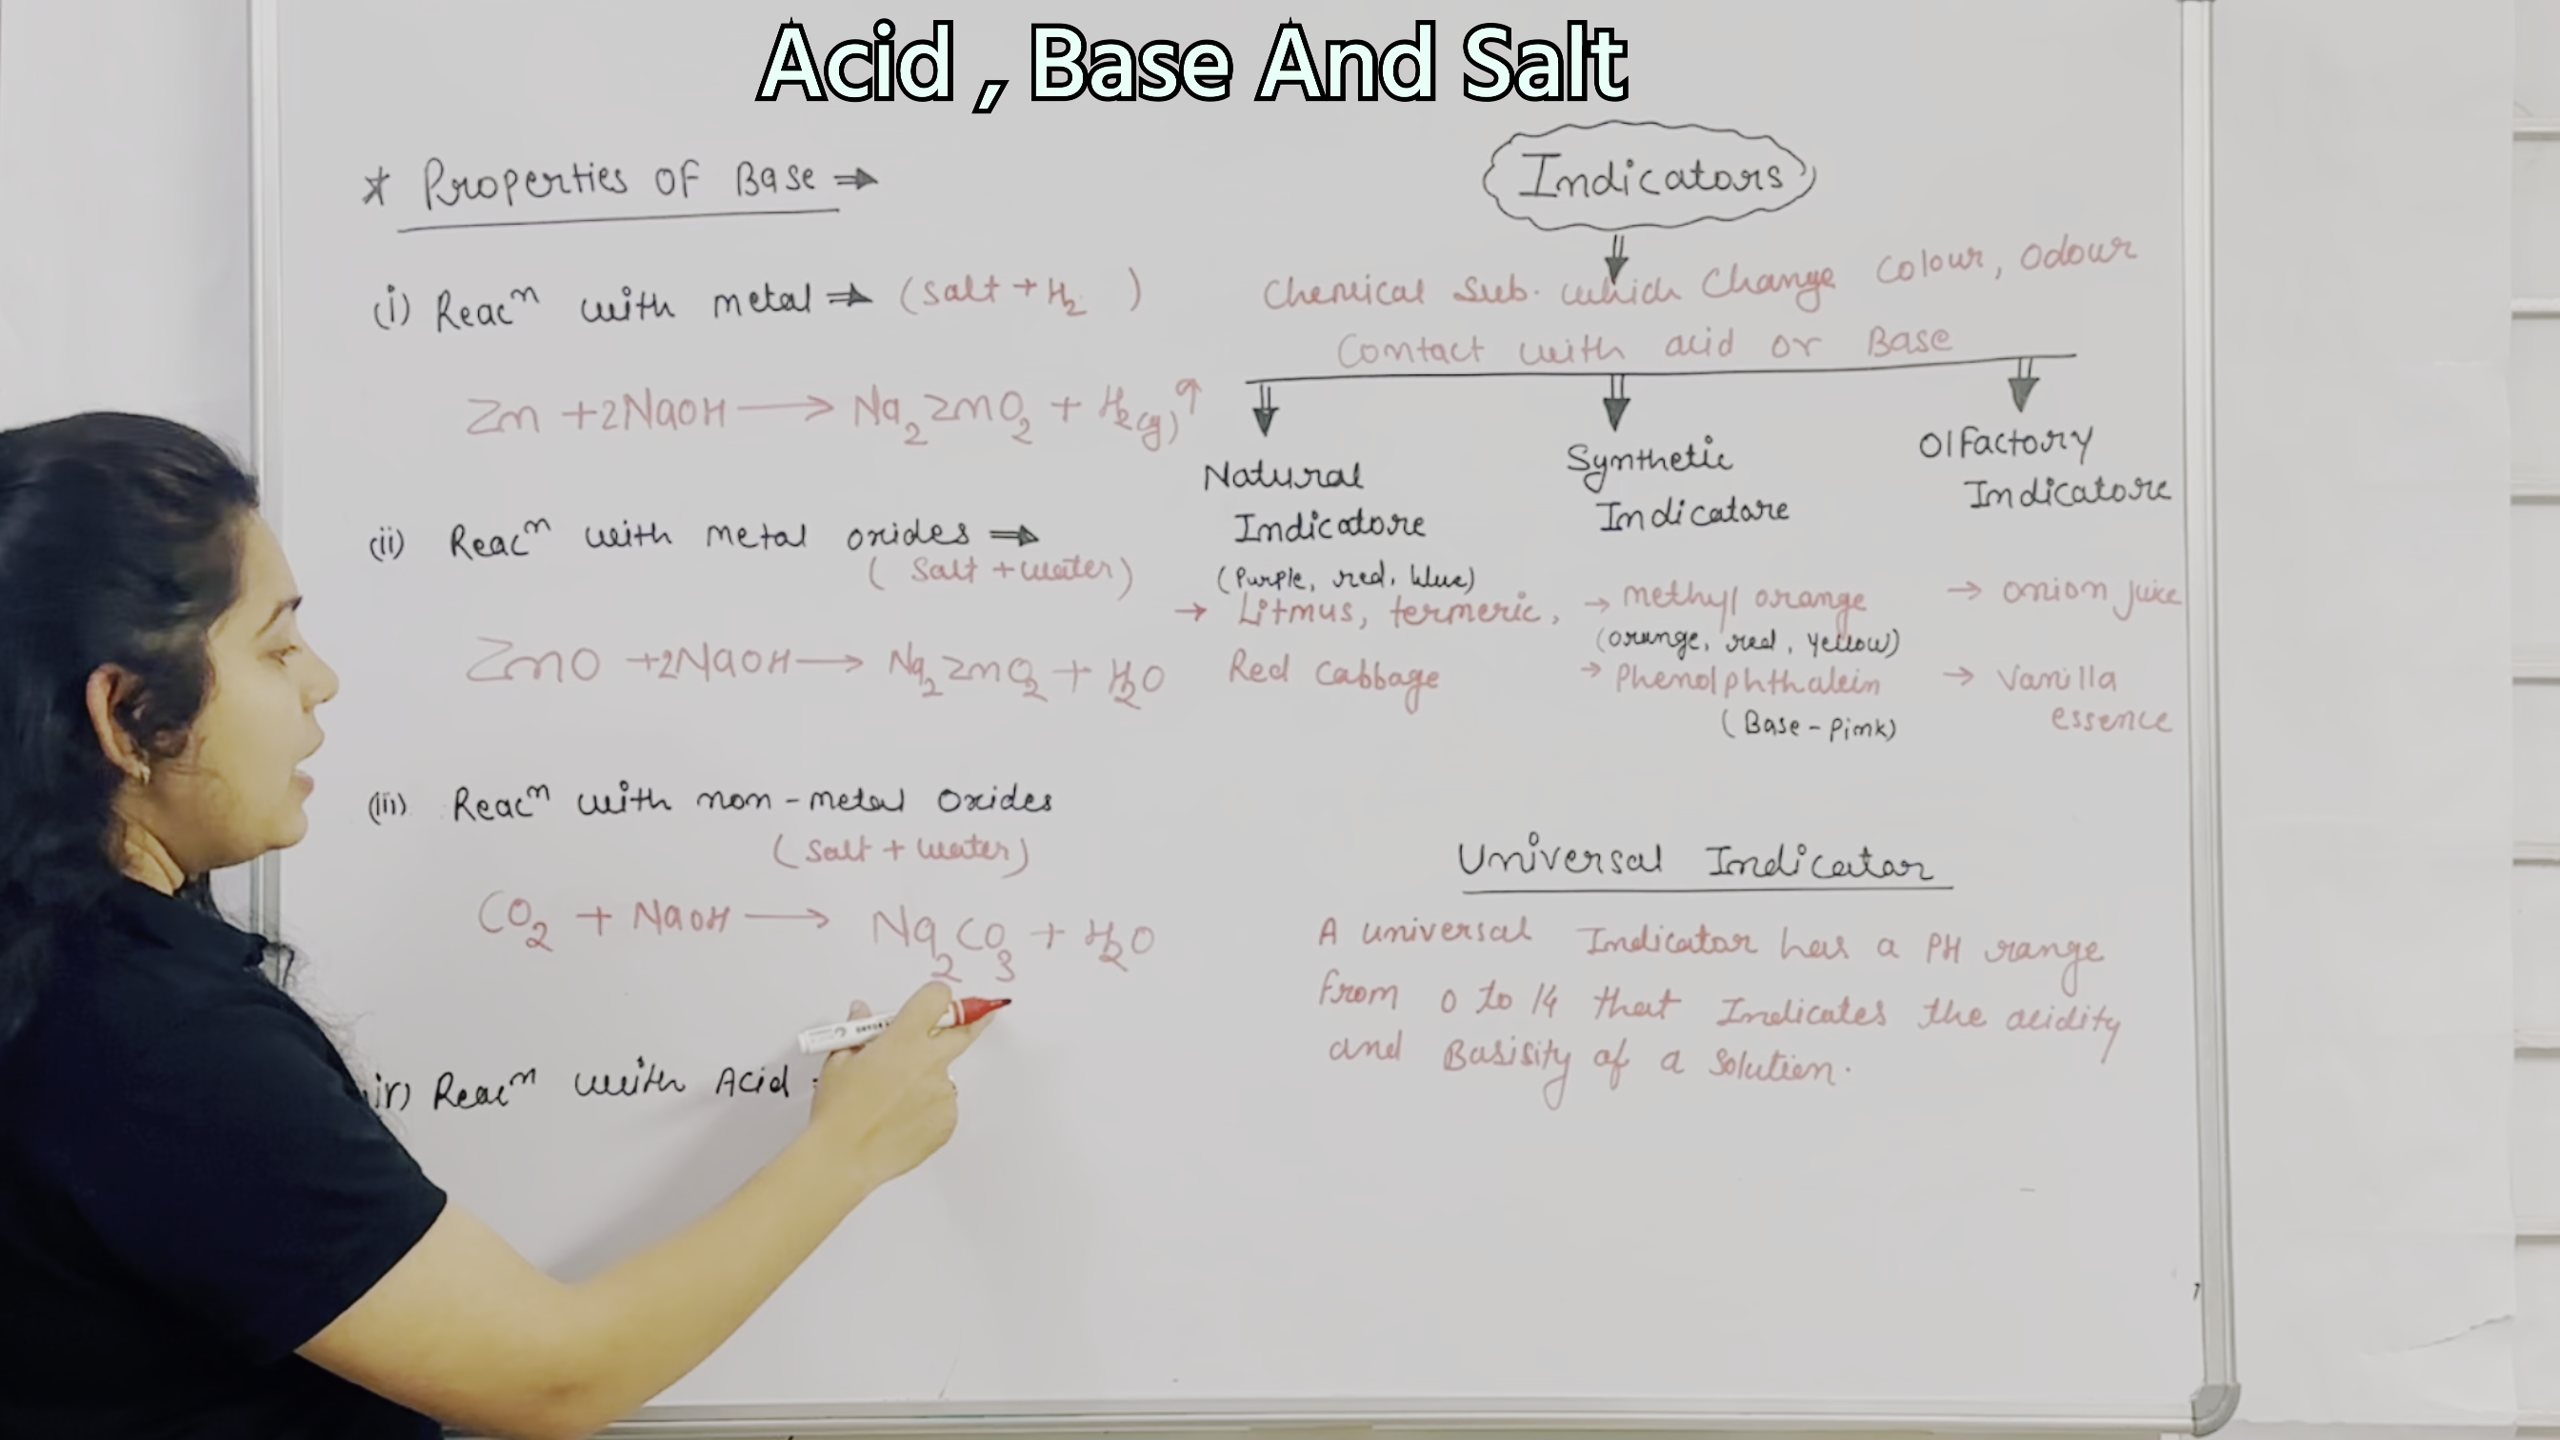 Acid , Base And Salt
* Properties of Base ⇒
(i) Reacⁿ with metal ⇒ (salt + H₂ )
Zn + 2NaOH ⟶ Na₂ZnO₂ + H₂(g)↑
(ii) Reacⁿ with metal oxides ⇒
( Salt + water)
ZnO + 2NaOH ⟶ Na₂ZnO₂ + H₂O
(iii) Reacⁿ with non-metal Oxides
( Salt + water)
CO₂ + NaOH ⟶ Na₂CO₃ + H₂O
iv) Reacⁿ with Acid
Indicators
Chemical Sub. which Change Colour, Odour
Contact with acid or Base
Natural
Indicatore
(Purple, red, blue)
→ Litmus, termeric,
Red Cabbage
Synthetic
Indicatore
→ methyl orange
(orange, red, yellow)
→ Phenolphthalein
(Base-Pink)
Olfactory
Indicatore
→ onion juice
→ Vanilla
essence
Universal Indicator
A universal Indicator has a PH range
from 0 to 14 that Indicates the acidity
and Basisity of a solution.